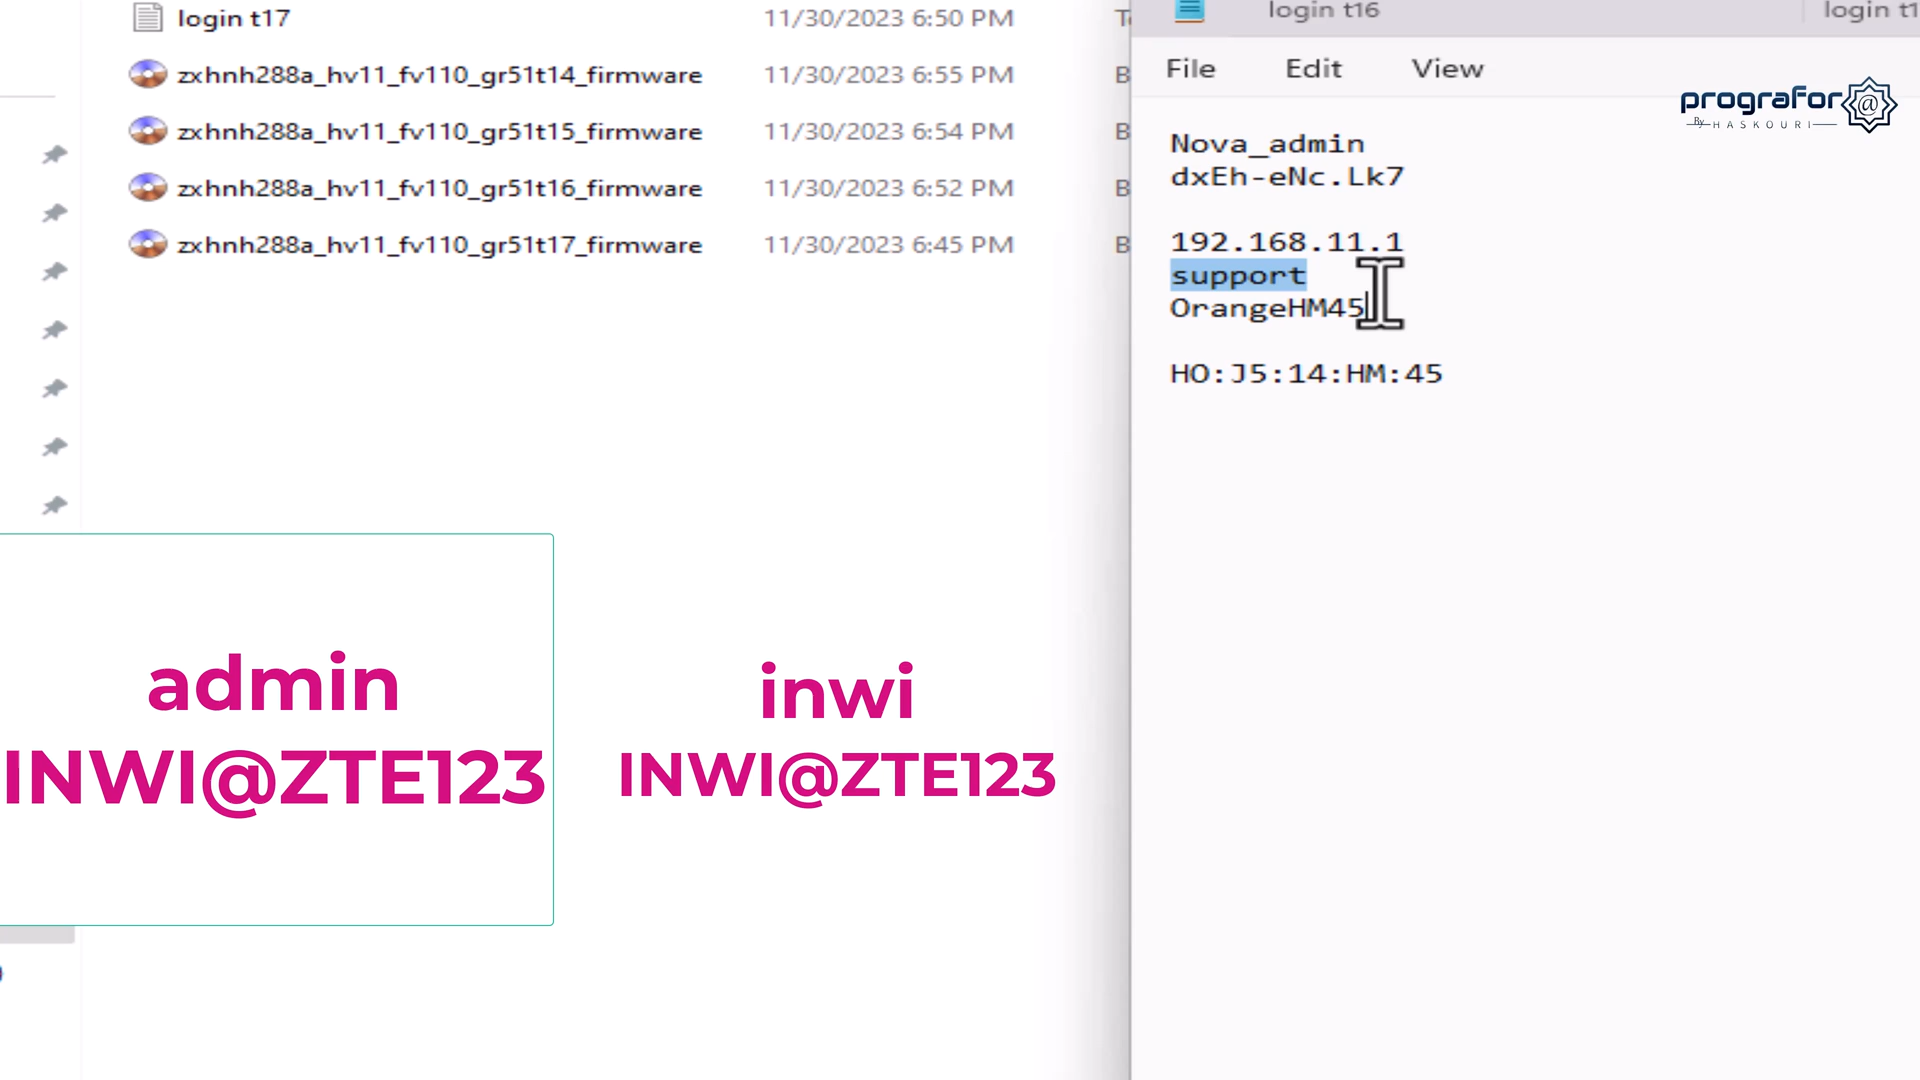 login t17 11/30/2023 6:50 PM
zxhnh288a_hv11_fv110_gr51t14_firmware 11/30/2023 6:55 PM B
zxhnh288a_hv11_fv110_gr51t15_firmware 11/30/2023 6:54 PM B
zxhnh288a_hv11_fv110_gr51t16_firmware 11/30/2023 6:52 PM B
zxhnh288a_hv11_fv110_gr51t17_firmware 11/30/2023 6:45 PM B
admin
INWI@ZTE123
inwi
INWI@ZTE123
login t16 login t1
File Edit View
prografor@
By HASKOURI
Nova_admin
dxEh-eNc.Lk7
192.168.11.1
support
OrangeHM45
HO:J5:14:HM:45